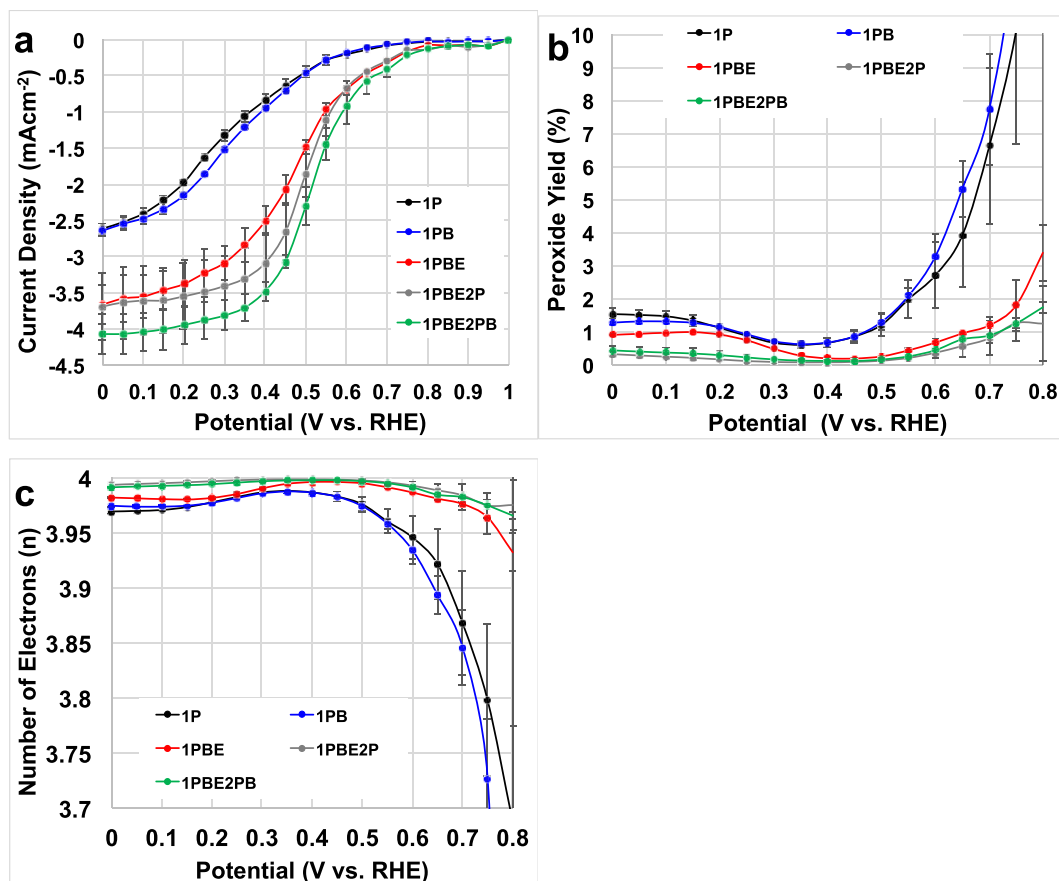 a
0
-0.5
-1
-1.5
-2
-2.5
-3
-3.5
-4
-4.5
Current Density (mAcm⁻²)
1P
1PB
1PBE
1PBE2P
1PBE2PB
0 0.1 0.2 0.3 0.4 0.5 0.6 0.7 0.8 0.9 1
Potential (V vs. RHE)
b
10
9
8
7
6
5
4
3
2
1
0
Peroxide Yield (%)
1P 1PB
1PBE 1PBE2P
1PBE2PB
0 0.1 0.2 0.3 0.4 0.5 0.6 0.7 0.8
Potential (V vs. RHE)
c
4
3.95
3.9
3.85
3.8
3.75
3.7
Number of Electrons (n)
1P 1PB
1PBE 1PBE2P
1PBE2PB
0 0.1 0.2 0.3 0.4 0.5 0.6 0.7 0.8
Potential (V vs. RHE)